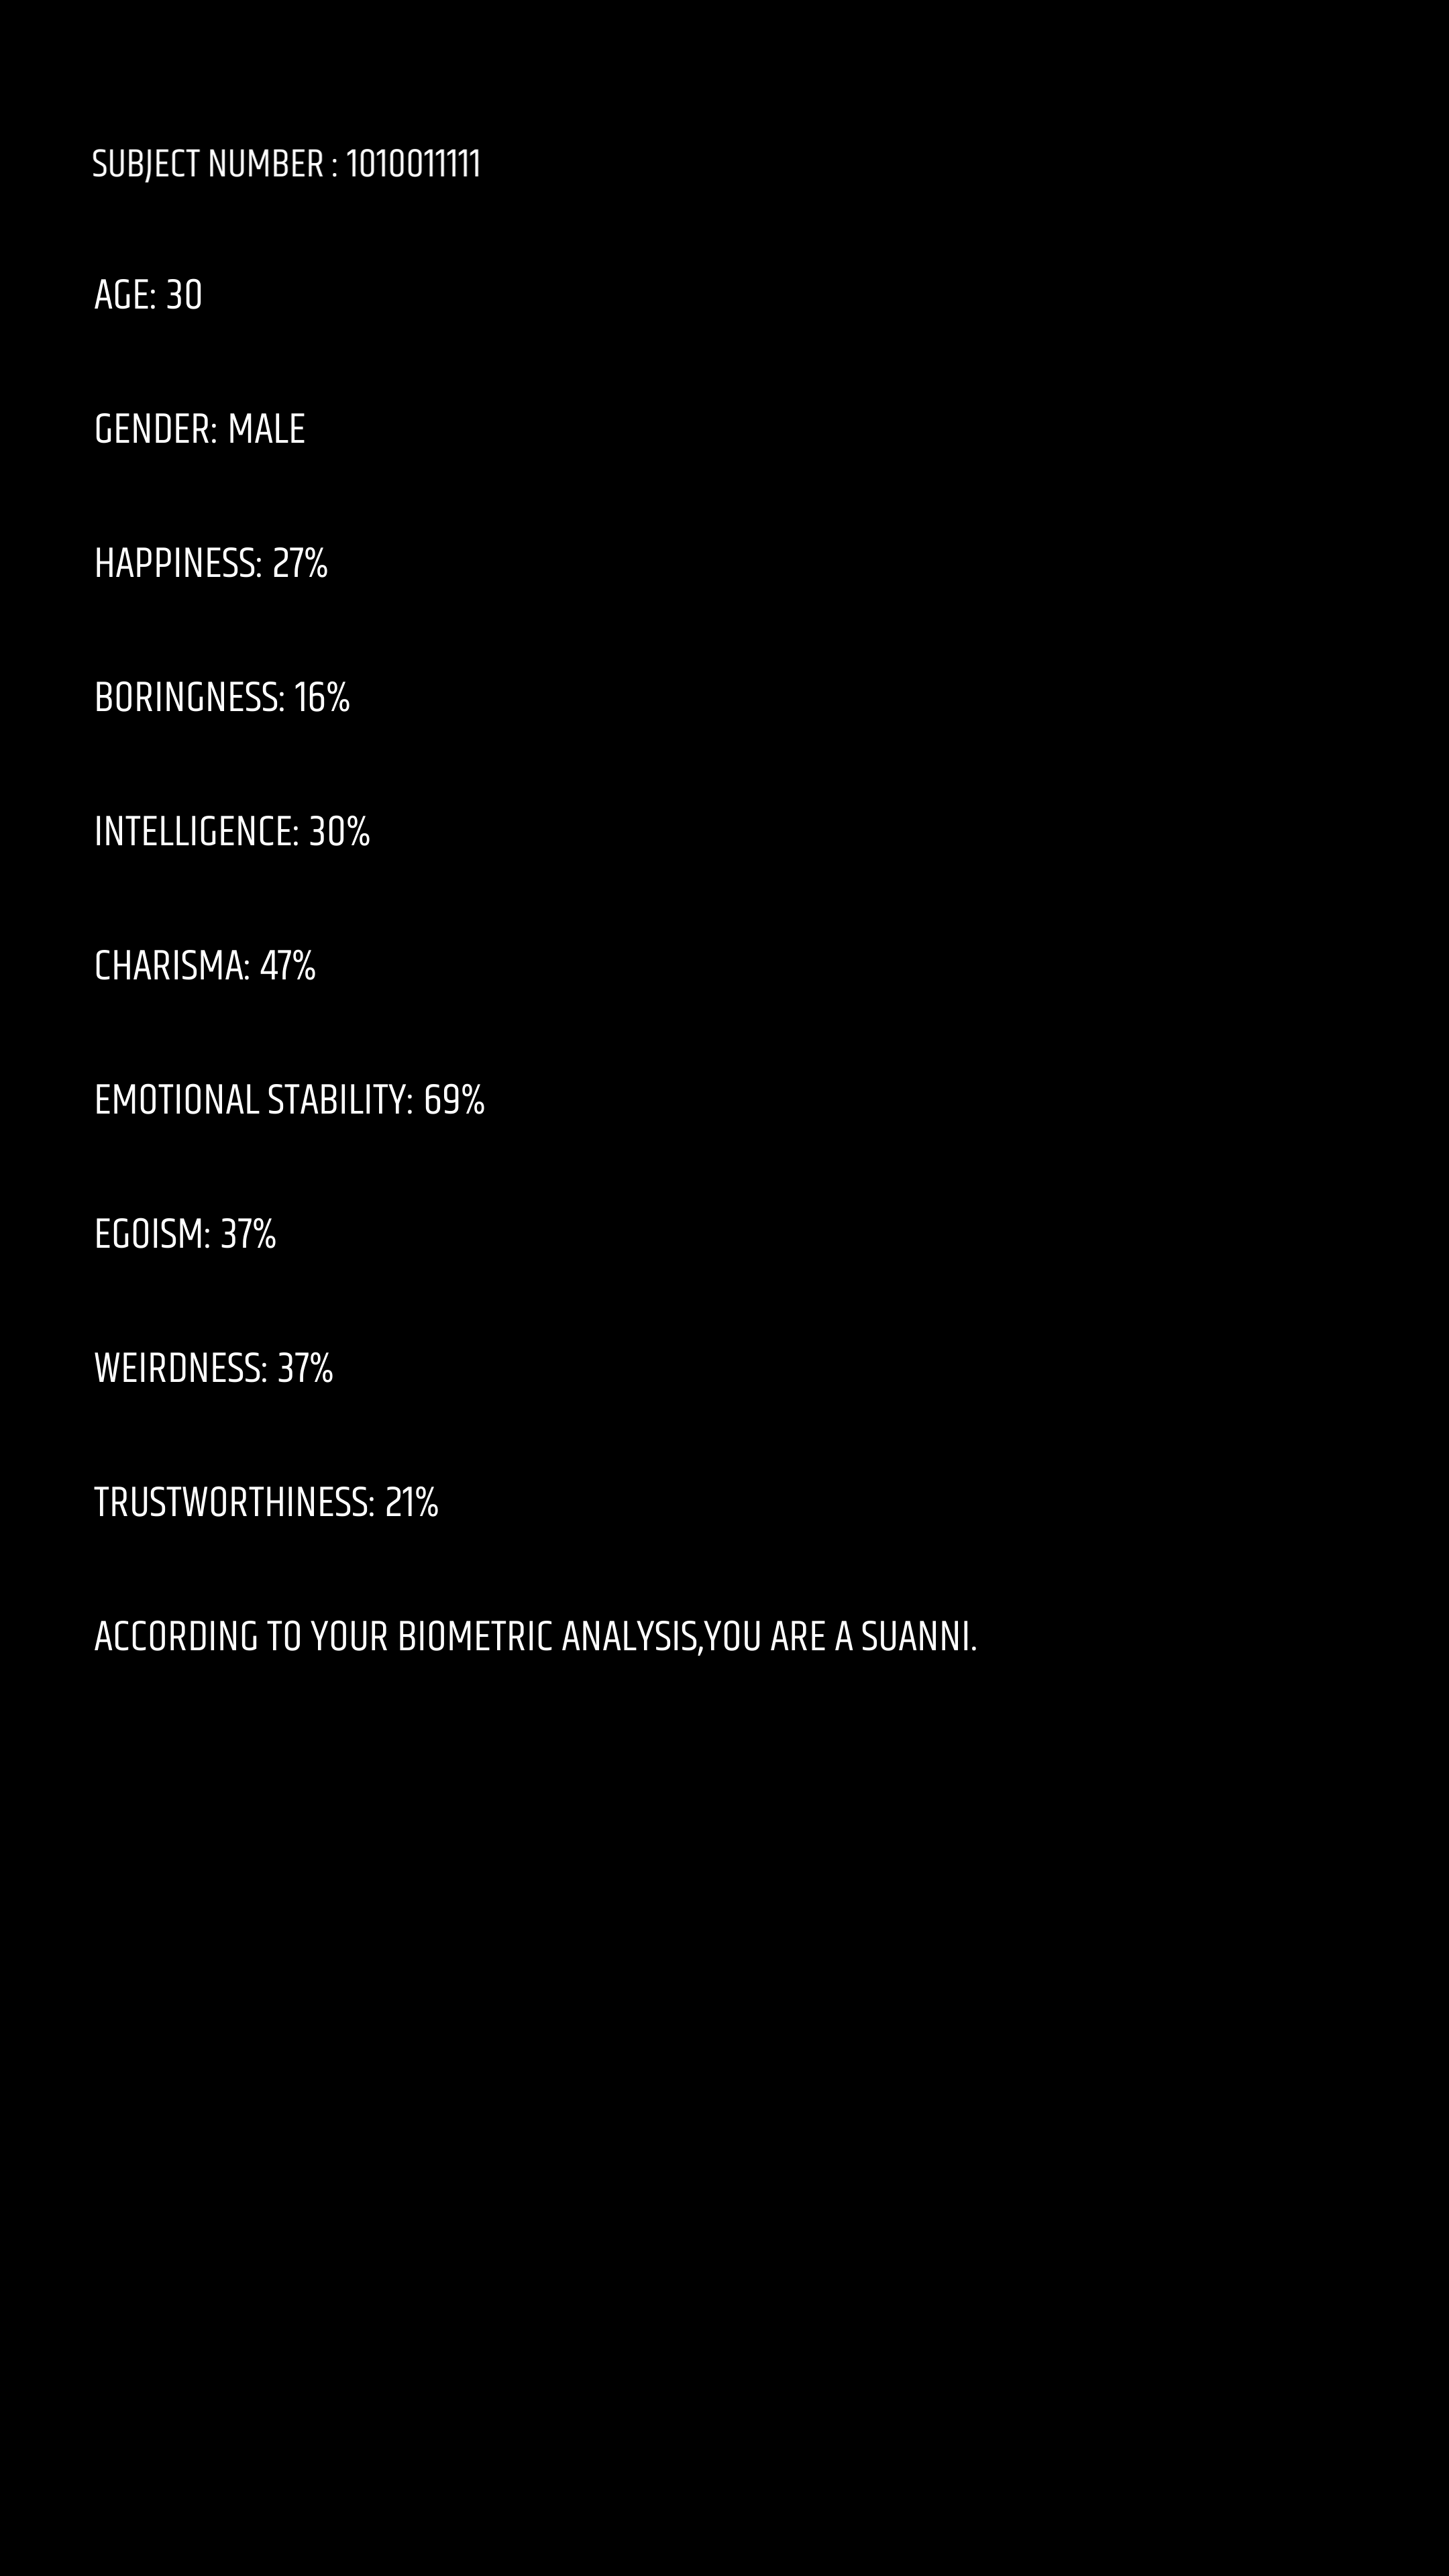 SUBJECT NUMBER : 1010011111
AGE: 30
GENDER: MALE
HAPPINESS: 27%
BORINGNESS: 16%
INTELLIGENCE: 30%
CHARISMA: 47%
EMOTIONAL STABILITY: 69%
EGOISM: 37%
WEIRDNESS: 37%
TRUSTWORTHINESS: 21%
ACCORDING TO YOUR BIOMETRIC ANALYSIS,YOU ARE A SUANNI.